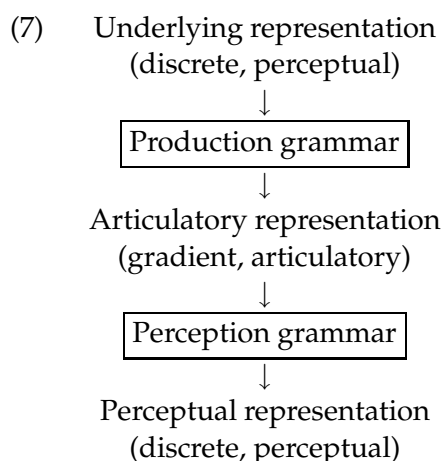 (7) Underlying representation
(discrete, perceptual)
↓
Production grammar
↓
Articulatory representation
(gradient, articulatory)
↓
Perception grammar
↓
Perceptual representation
(discrete, perceptual)